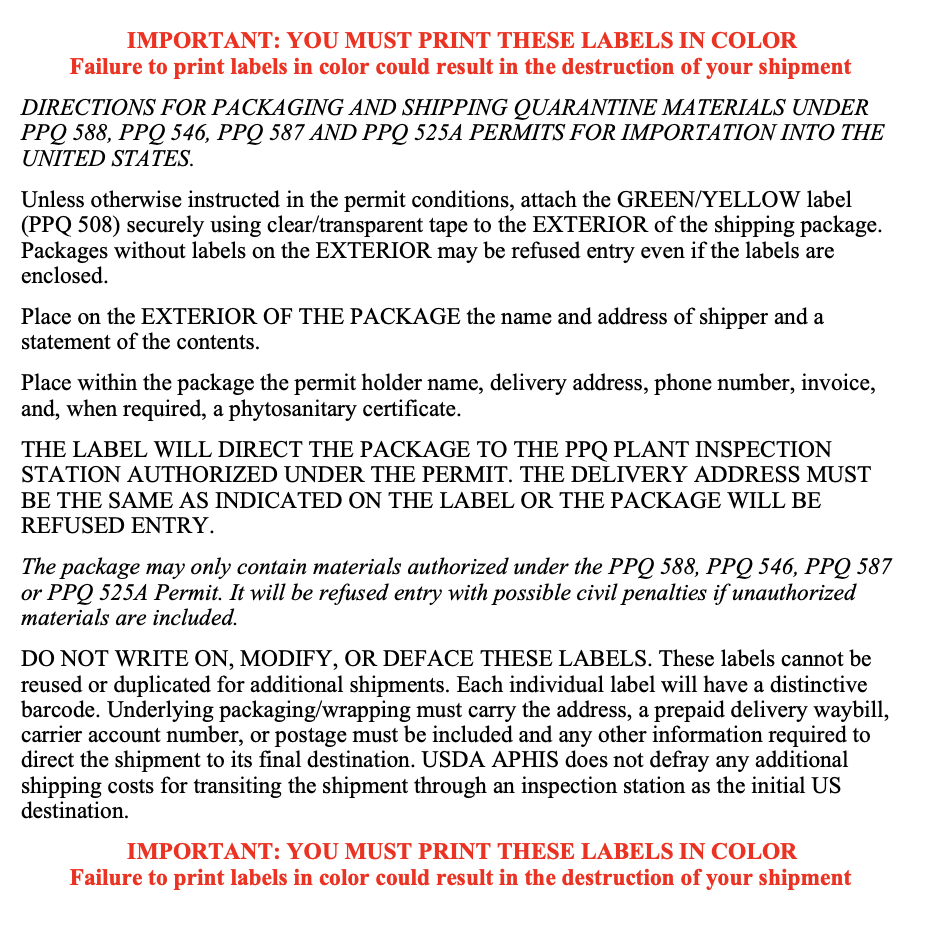 IMPORTANT: YOU MUST PRINT THESE LABELS IN COLOR
Failure to print labels in color could result in the destruction of your shipment
DIRECTIONS FOR PACKAGING AND SHIPPING QUARANTINE MATERIALS UNDER
PPQ 588, PPQ 546, PPQ 587 AND PPQ 525A PERMITS FOR IMPORTATION INTO THE
UNITED STATES.
Unless otherwise instructed in the permit conditions, attach the GREEN/YELLOW label
(PPQ 508) securely using clear/transparent tape to the EXTERIOR of the shipping package.
Packages without labels on the EXTERIOR may be refused entry even if the labels are
enclosed.
Place on the EXTERIOR OF THE PACKAGE the name and address of shipper and a
statement of the contents.
Place within the package the permit holder name, delivery address, phone number, invoice,
and, when required, a phytosanitary certificate.
THE LABEL WILL DIRECT THE PACKAGE TO THE PPQ PLANT INSPECTION
STATION AUTHORIZED UNDER THE PERMIT. THE DELIVERY ADDRESS MUST
BE THE SAME AS INDICATED ON THE LABEL OR THE PACKAGE WILL BE
REFUSED ENTRY.
The package may only contain materials authorized under the PPQ 588, PPQ 546, PPQ 587
or PPQ 525A Permit. It will be refused entry with possible civil penalties if unauthorized
materials are included.
DO NOT WRITE ON, MODIFY, OR DEFACE THESE LABELS. These labels cannot be
reused or duplicated for additional shipments. Each individual label will have a distinctive
barcode. Underlying packaging/wrapping must carry the address, a prepaid delivery waybill,
carrier account number, or postage must be included and any other information required to
direct the shipment to its final destination. USDA APHIS does not defray any additional
shipping costs for transiting the shipment through an inspection station as the initial US
destination.
IMPORTANT: YOU MUST PRINT THESE LABELS IN COLOR
Failure to print labels in color could result in the destruction of your shipment